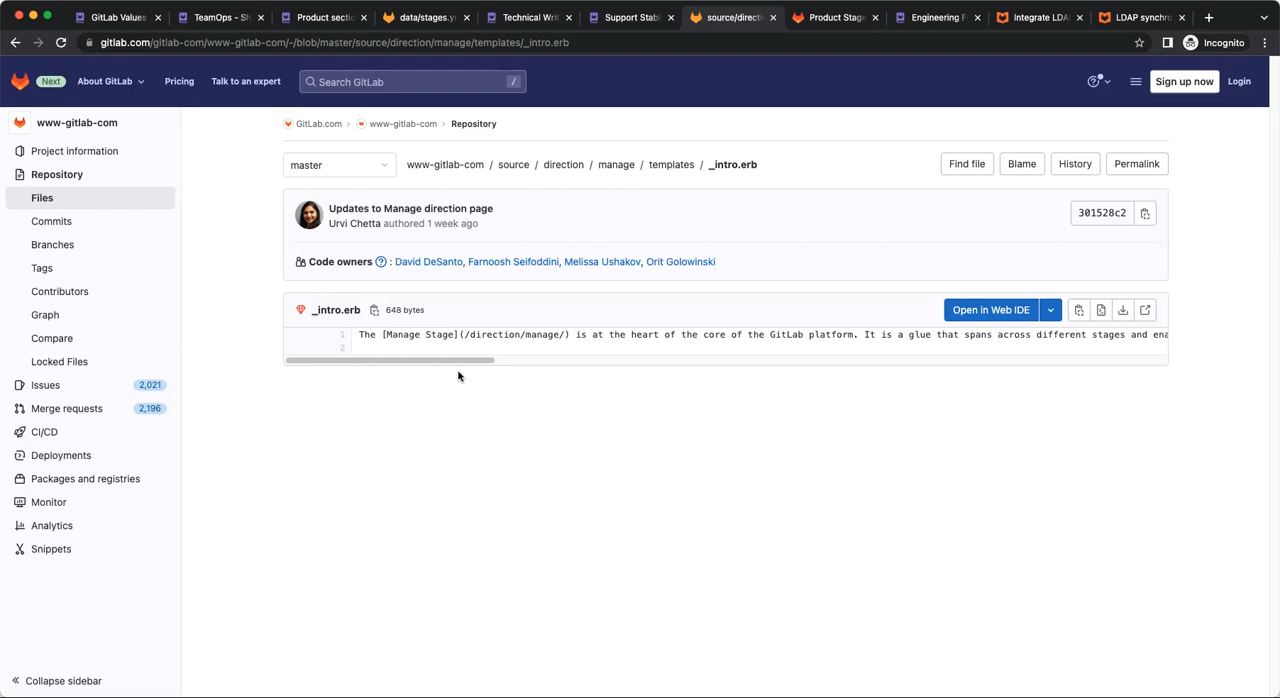 GitLab Values
TeamOps - Sh
Product secti
data/stages.y
Technical Writ
Support Stabl
source/directi
Product Stage
Engineering F
Integrate LDA
LDAP synchro
gitlab.com/gitlab-com/www-gitlab-com/-/blob/master/source/direction/manage/templates/_intro.erb
Incognito
Next
About GitLab
Pricing
Talk to an expert
Search GitLab
/
Sign up now
Login
www-gitlab-com
Project information
Repository
Files
Commits
Branches
Tags
Contributors
Graph
Compare
Locked Files
Issues 2,021
Merge requests 2,196
CI/CD
Deployments
Packages and registries
Monitor
Analytics
Snippets
Collapse sidebar
GitLab.com › www-gitlab-com › Repository
master
www-gitlab-com / source / direction / manage / templates / _intro.erb
Find file
Blame
History
Permalink
Updates to Manage direction page
Urvi Chetta authored 1 week ago
301528c2
Code owners ? : David DeSanto, Farnoosh Seifoddini, Melissa Ushakov, Orit Golowinski
_intro.erb 648 bytes
Open in Web IDE
1 The [Manage Stage](/direction/manage/) is at the heart of the core of the GitLab platform. It is a glue that spans across different stages and ena
2